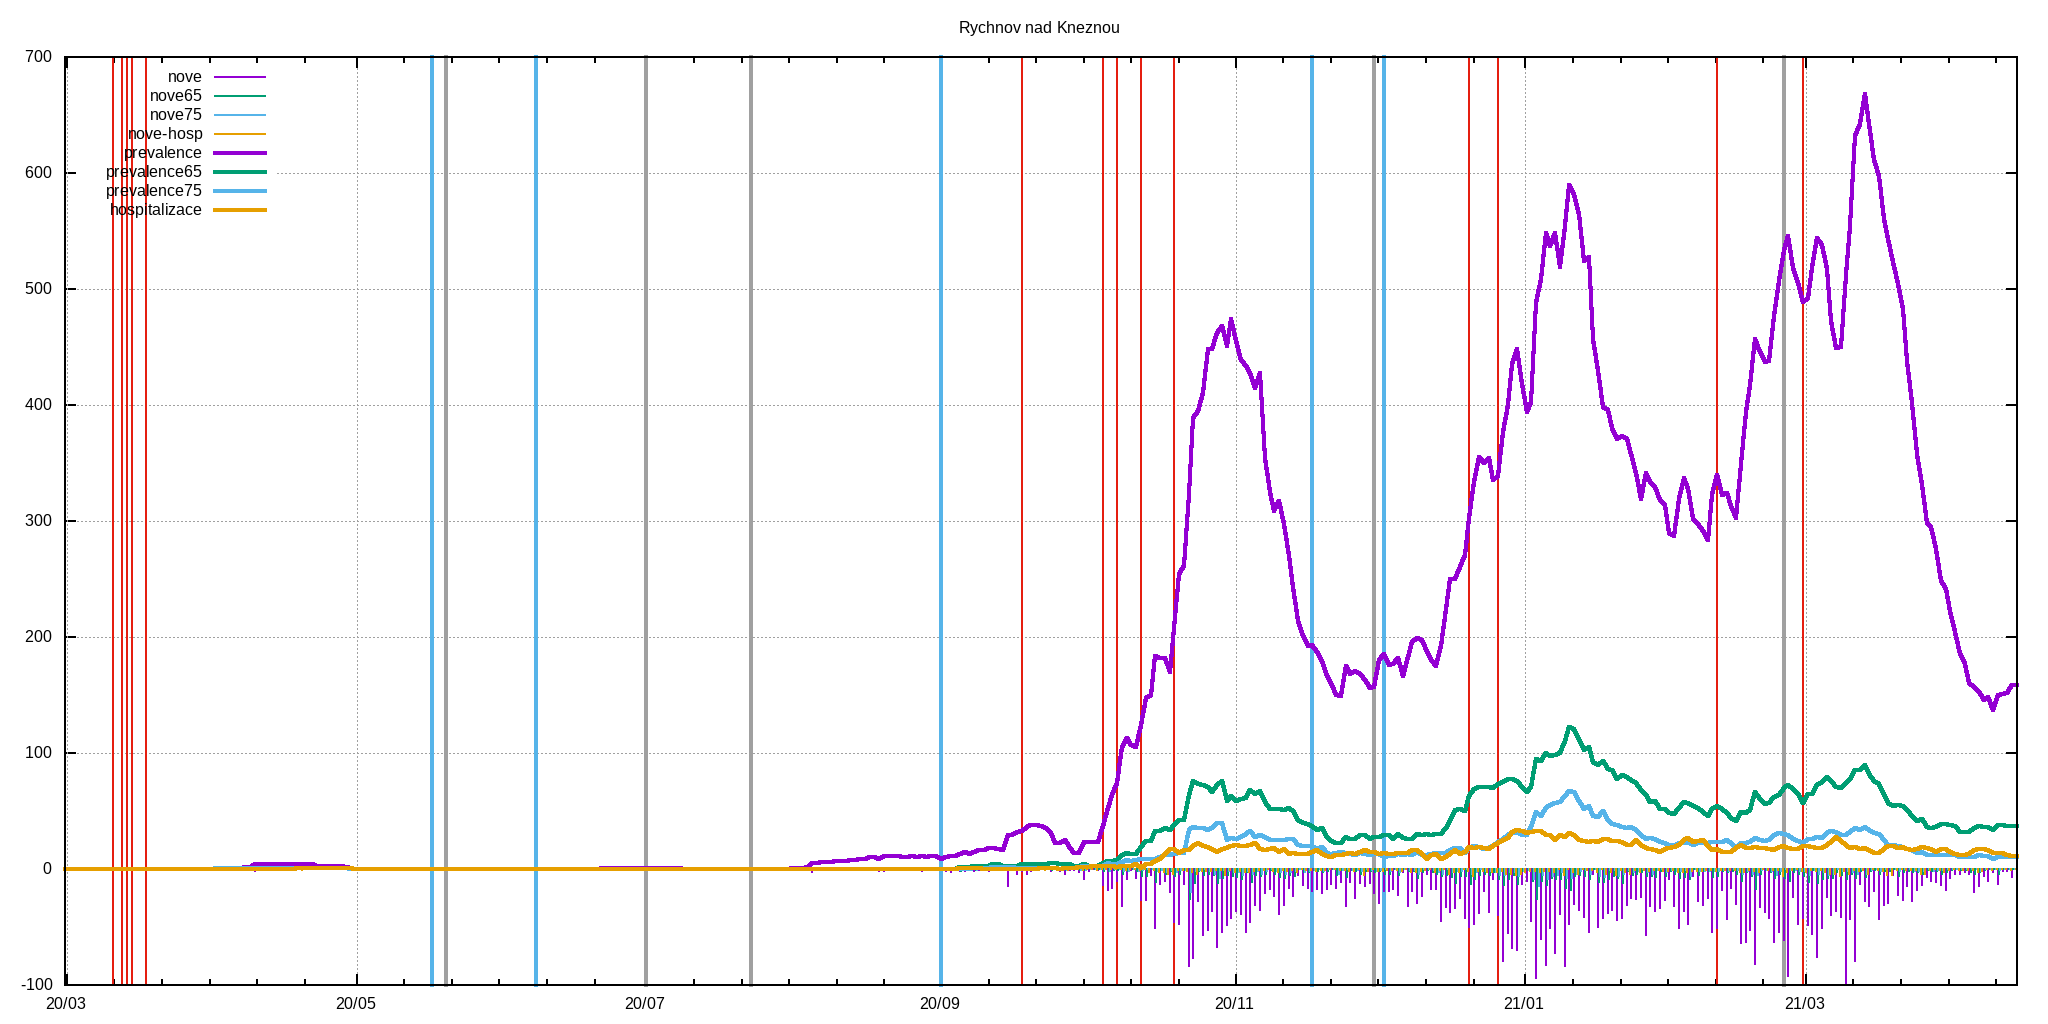 Rychnov nad Kneznou
700
600
500
400
300
200
100
0
-100
nove
nove65
nove75
nove-hosp
prevalence
prevalence65
prevalence75
hospitalizace
20/03 20/05 20/07 20/09 20/11 21/01 21/03